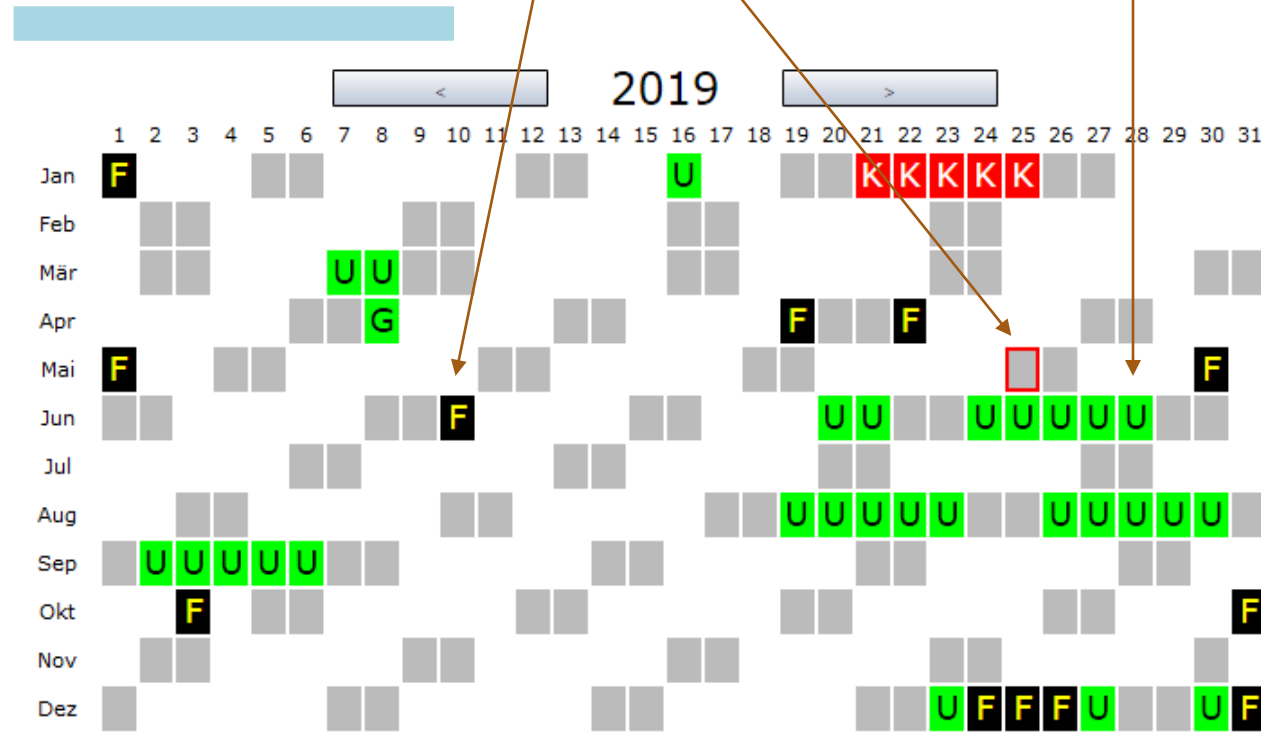 < 2019 >
1 2 3 4 5 6 7 8 9 10 11 12 13 14 15 16 17 18 19 20 21 22 23 24 25 26 27 28 29 30 31
Jan F U K K K K K
Feb
Mär U U
Apr G F F
Mai F F
Jun F U U U U U U U
Jul
Aug U U U U U U U U U U
Sep U U U U U
Okt F F
Nov
Dez U F F F U U F